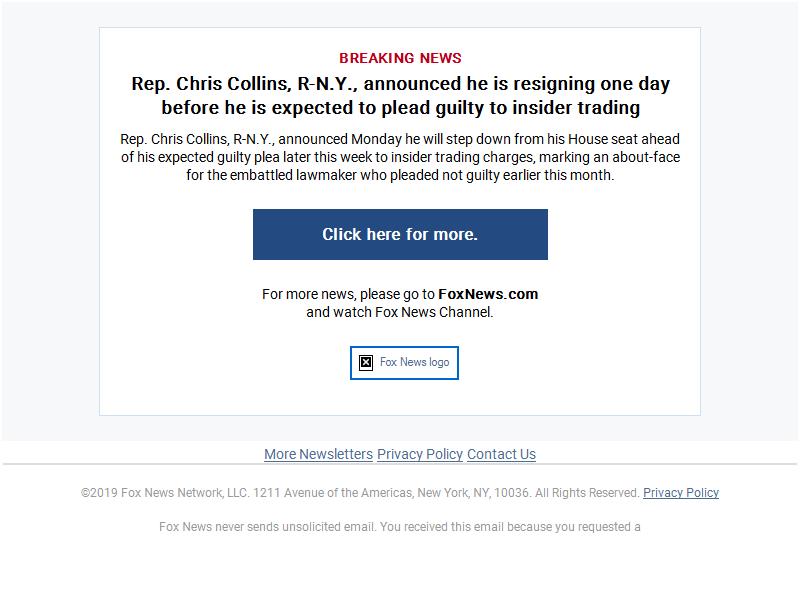 BREAKING NEWS
Rep. Chris Collins, R-N.Y., announced he is resigning one day
before he is expected to plead guilty to insider trading
Rep. Chris Collins, R-N.Y., announced Monday he will step down from his House seat ahead
of his expected guilty plea later this week to insider trading charges, marking an about-face
for the embattled lawmaker who pleaded not guilty earlier this month.
Click here for more.
For more news, please go to FoxNews.com
and watch Fox News Channel.
Fox News logo
More Newsletters Privacy Policy Contact Us
©2019 Fox News Network, LLC. 1211 Avenue of the Americas, New York, NY, 10036. All Rights Reserved. Privacy Policy
Fox News never sends unsolicited email. You received this email because you requested a